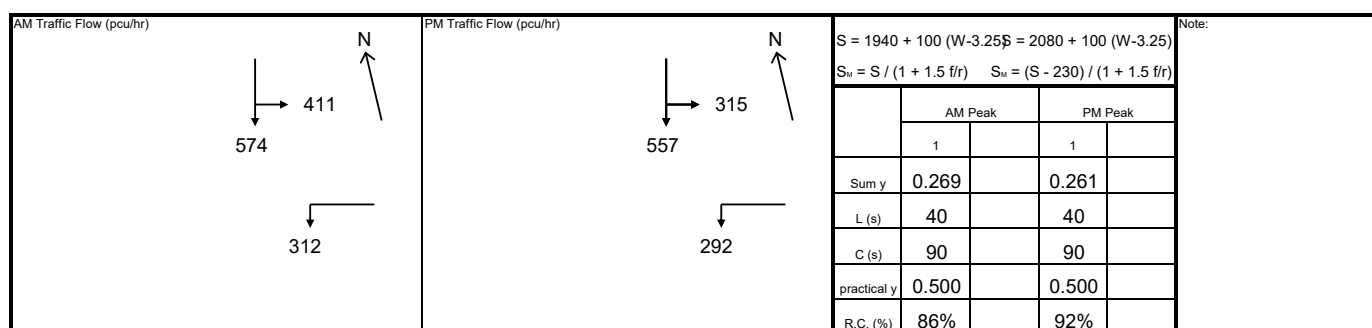 AM Traffic Flow (pcu/hr)
N
411
574
312
PM Traffic Flow (pcu/hr)
N
315
557
292
S = 1940 + 100 (W-3.25) S = 2080 + 100 (W-3.25)
Sм = S / (1 + 1.5 f/r) Sм = (S - 230) / (1 + 1.5 f/r)
AM Peak PM Peak
1 1
Sum y 0.269 0.261
L (s) 40 40
C (s) 90 90
practical y 0.500 0.500
R.C. (%) 86% 92%
Note: